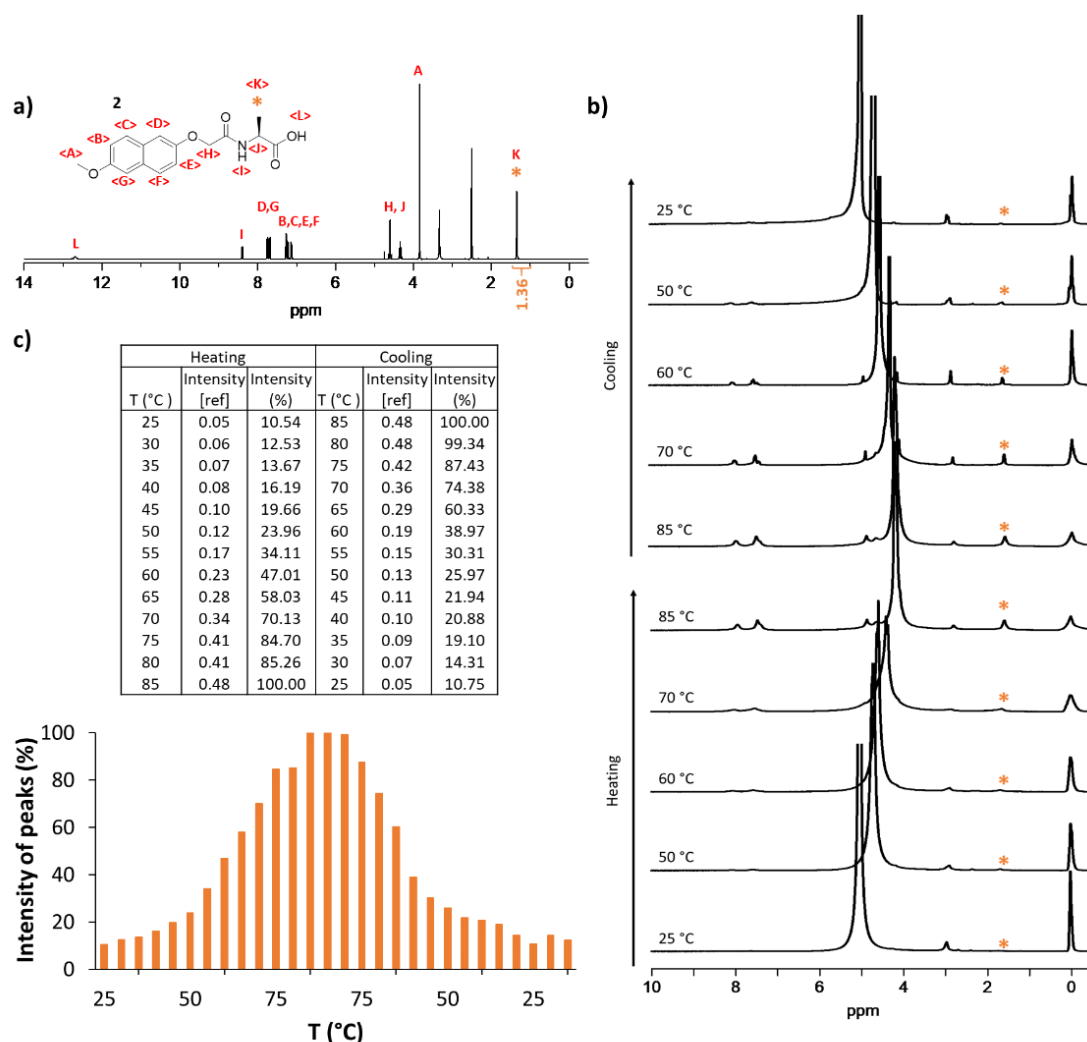 a)
2
<K>
*
<L>
<C>
<D>
<B>
<A>
<H>
<J>
<E>
<I>
<G>
<F>
O
O
N
H
O
OH
O
A
K
*
D,G
B,C,E,F
H, J
I
L
14 12 10 8 6 4 2 0
ppm
1.36
b)
Cooling
25 °C *
50 °C *
60 °C *
70 °C *
85 °C *
Heating
85 °C *
70 °C *
60 °C *
50 °C *
25 °C *
10 8 6 4 2 0
ppm
c)
Heating Cooling
T (°C ) Intensity [ref] Intensity (%) T (°C ) Intensity [ref] Intensity (%)
25 0.05 10.54 85 0.48 100.00
30 0.06 12.53 80 0.48 99.34
35 0.07 13.67 75 0.42 87.43
40 0.08 16.19 70 0.36 74.38
45 0.10 19.66 65 0.29 60.33
50 0.12 23.96 60 0.19 38.97
55 0.17 34.11 55 0.15 30.31
60 0.23 47.01 50 0.13 25.97
65 0.28 58.03 45 0.11 21.94
70 0.34 70.13 40 0.10 20.88
75 0.41 84.70 35 0.09 19.10
80 0.41 85.26 30 0.07 14.31
85 0.48 100.00 25 0.05 10.75
Intensity of peaks (%)
100
80
60
40
20
0
25 50 75 75 50 25
T (°C)